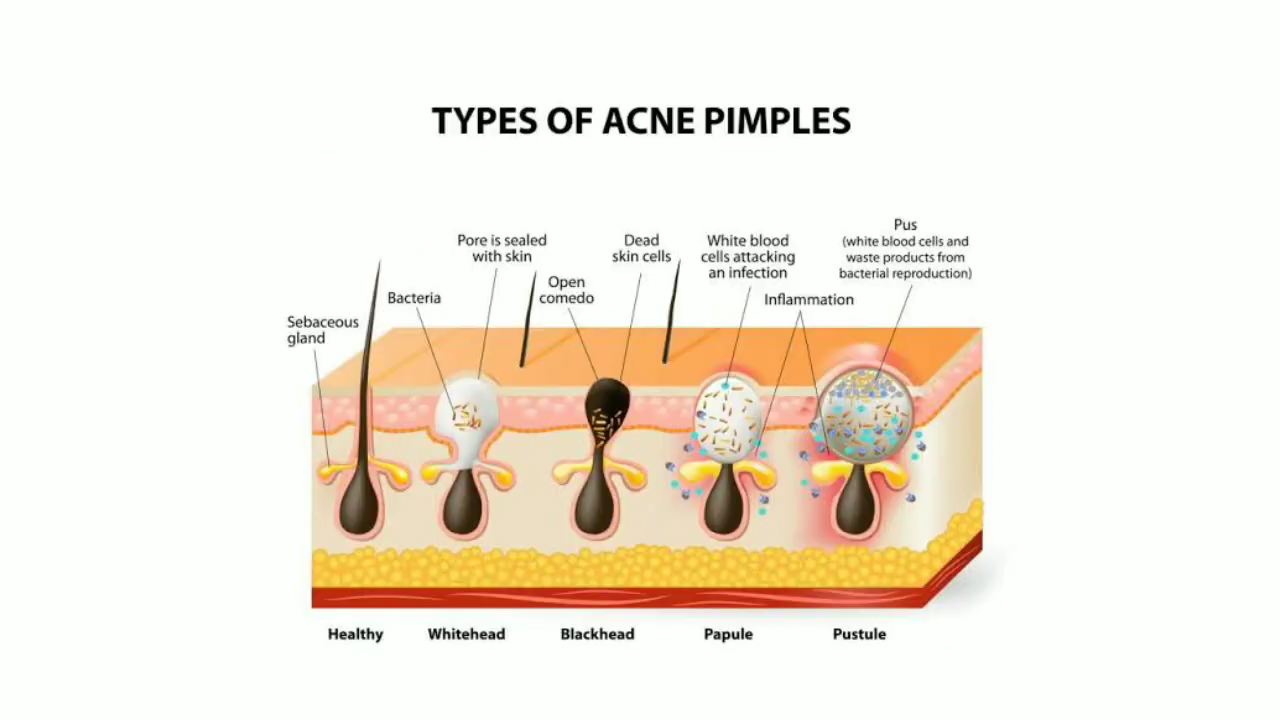 TYPES OF ACNE PIMPLES
Pus
(white blood cells and
waste products from
bacterial reproduction)
Pore is sealed
with skin
Dead
skin cells
White blood
cells attacking
an infection
Open
comedo
Bacteria
Inflammation
Sebaceous
gland
Healthy
Whitehead
Blackhead
Papule
Pustule